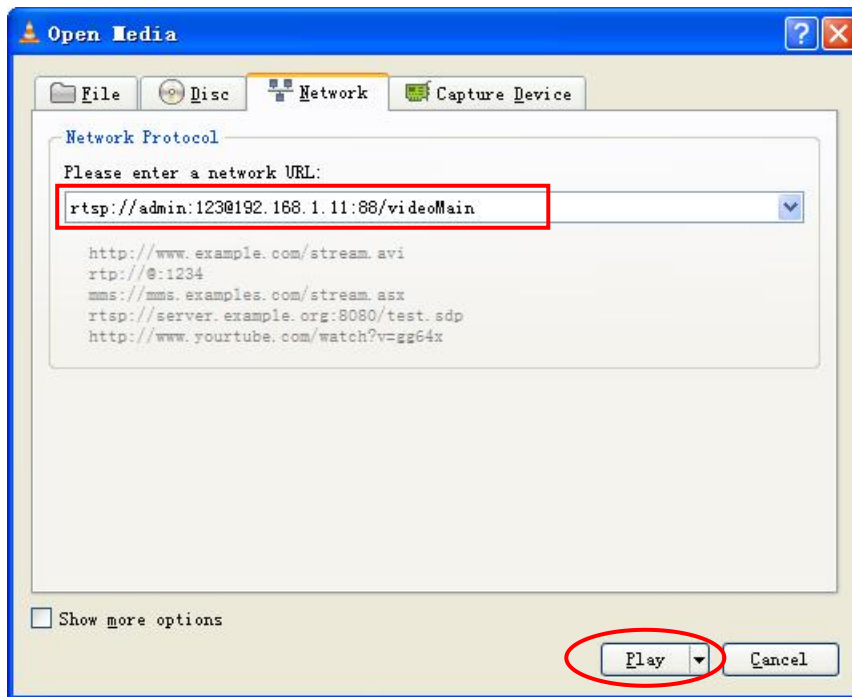 Open Media
File Disc Network Capture Device
Network Protocol
Please enter a network URL:
rtsp://admin:123@192.168.1.11:88/videoMain
http://www.example.com/stream.avi
rtp://@:1234
mms://mms.examples.com/stream.asx
rtsp://server.example.org:8080/test.sdp
http://www.yourtube.com/watch?v=gg64x
Show more options
Play Cancel